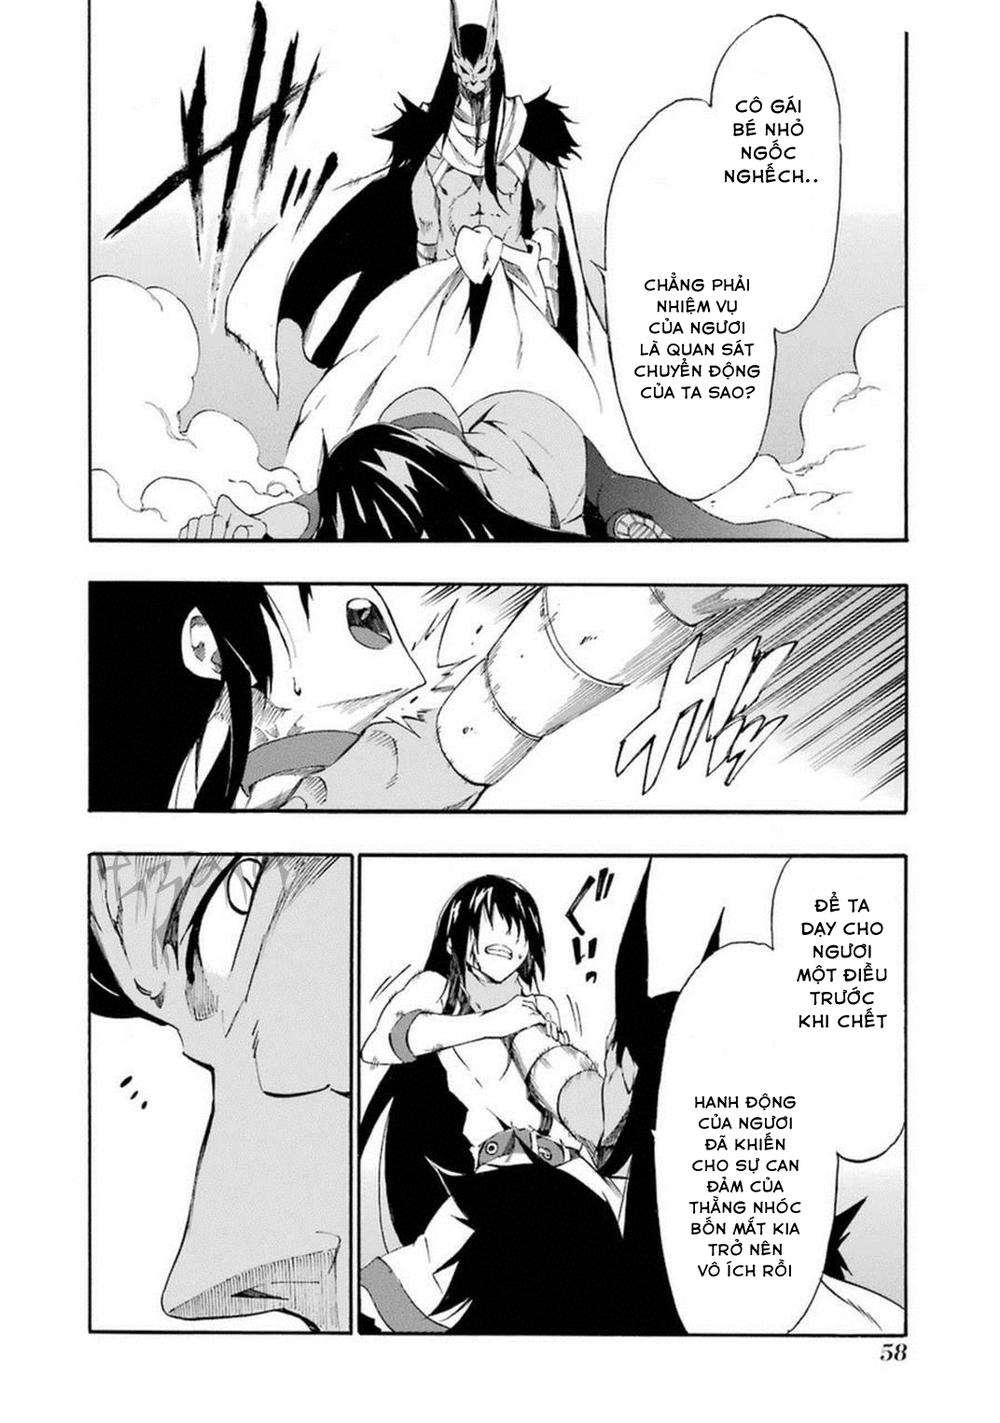 CÔ GÁI
BÉ NHỎ
NGỐC
NGHẾCH..
CHẲNG PHẢI
NHIỆM VỤ
CỦA NGƯƠI
LÀ QUAN SÁT
CHUYỂN ĐỘNG
CỦA TA SAO?
ĐỂ TA
DẠY CHO
NGƯƠI
MỘT ĐIỀU
TRƯỚC
KHI CHẾT
HANH ĐỘNG
CỦA NGƯƠI
ĐÃ KHIẾN
CHO SỰ CAN
ĐẢM CỦA
THẰNG NHÓC
BỐN MẮT KIA
TRỞ NÊN
VÔ ÍCH RỒI
58